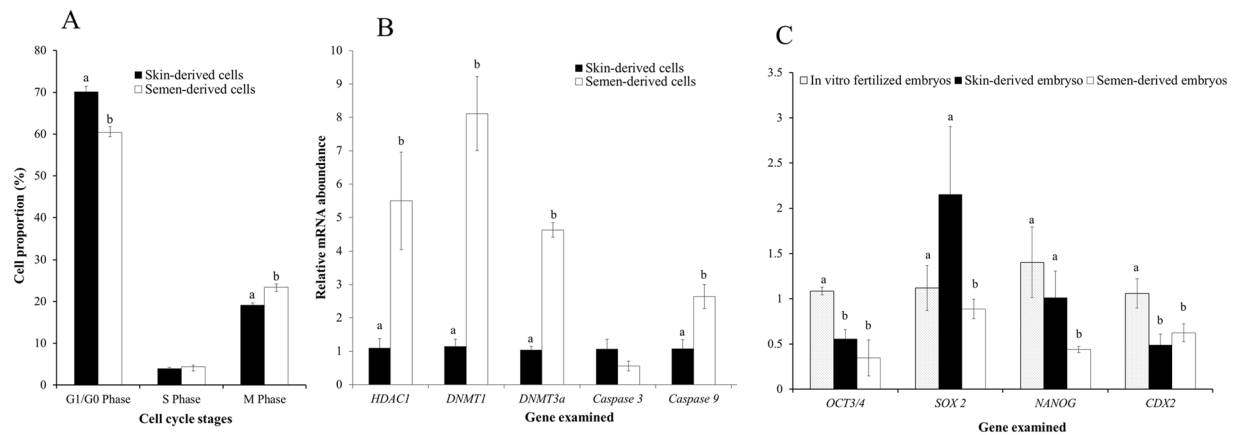 A
Skin-derived cells
Semen-derived cells
80
70
60
50
40
30
20
10
0
Cell proportion (%)
a
b
a
b
G1/G0 Phase
S Phase
M Phase
Cell cycle stages
B
Skin-derived cells
Semen-derived cells
10
9
8
7
6
5
4
3
2
1
0
Relative mRNA aboundance
a
b
a
b
a
b
a
b
HDAC1
DNMT1
DNMT3a
Caspase 3
Caspase 9
Gene examined
C
In vitro fertilized embryos
Skin-derived embryso
Semen-derived embryos
3.5
3
2.5
2
1.5
1
0.5
0
a
b
b
a
a
b
a
a
b
a
b
b
OCT3/4
SOX 2
NANOG
CDX2
Gene examined